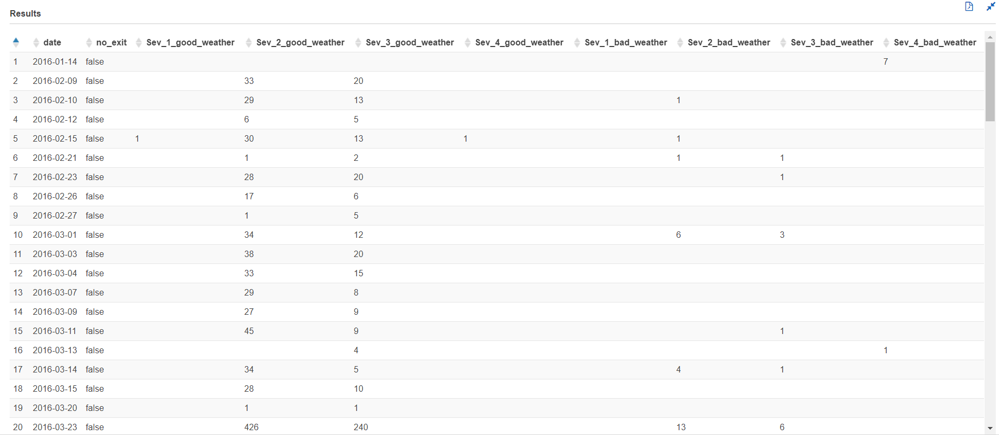 Results
date no_exit Sev_1_good_weather Sev_2_good_weather Sev_3_good_weather Sev_4_good_weather Sev_1_bad_weather Sev_2_bad_weather Sev_3_bad_weather Sev_4_bad_weather
1 2016-01-14 false 7
2 2016-02-09 false 33 20
3 2016-02-10 false 29 13 1
4 2016-02-12 false 6 5
5 2016-02-15 false 1 30 13 1 1
6 2016-02-21 false 1 2 1 1
7 2016-02-23 false 28 20 1
8 2016-02-26 false 17 6
9 2016-02-27 false 1 5
10 2016-03-01 false 34 12 6 3
11 2016-03-03 false 38 20
12 2016-03-04 false 33 15
13 2016-03-07 false 29 8
14 2016-03-09 false 27 9
15 2016-03-11 false 45 9 1
16 2016-03-13 false 4 1
17 2016-03-14 false 34 5 4 1
18 2016-03-15 false 28 10
19 2016-03-20 false 1 1
20 2016-03-23 false 426 240 13 6